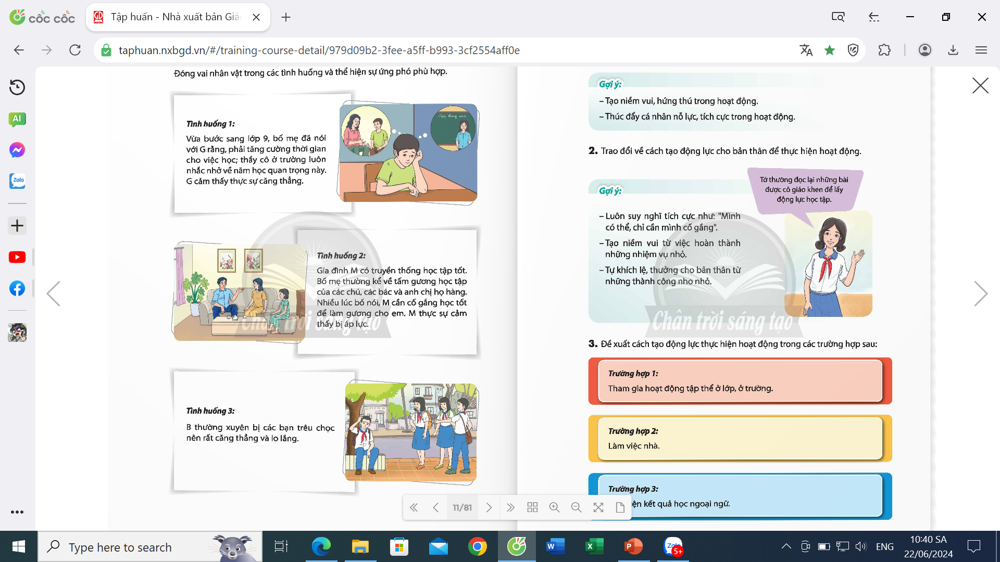 cốc cốc
Tập huấn - Nhà xuất bản Giáo
taphuan.nxbgd.vn/#/training-course-detail/979d09b2-3fee-a5ff-b993-3cf2554aff0e
AI
Zalo
Đóng vai nhân vật trong các tình huống và thể hiện sự ứng phó phù hợp.
Tình huống 1:
Vừa bước sang lớp 9, bố mẹ đã nói
với G rằng, phải tăng cường thời gian
cho việc học; thầy cô ở trường luôn
nhắc nhở về năm học quan trọng này.
G cảm thấy thực sự căng thẳng.
Ngày tháng năm
Tình huống 2:
Gia đình M có truyền thống học tập tốt.
Bố mẹ thường kể về tấm gương học tập
của các chú, các bác và anh chị họ hàng.
Nhiều lúc bố nói, M cần cố gắng học tốt
để làm gương cho em. M thực sự cảm
thấy bị áp lực.
Chân trời sáng tạo
Tình huống 3:
B thường xuyên bị các bạn trêu chọc
nên rất căng thẳng và lo lắng.
Gợi ý:
– Tạo niềm vui, hứng thú trong hoạt động.
– Thúc đẩy cá nhân nỗ lực, tích cực trong hoạt động.
2. Trao đổi về cách tạo động lực cho bản thân để thực hiện hoạt động.
Gợi ý:
– Luôn suy nghĩ tích cực như: "Mình
có thể, chỉ cần mình cố gắng".
– Tạo niềm vui từ việc hoàn thành
những nhiệm vụ nhỏ.
– Tự khích lệ, thưởng cho bản thân từ
những thành công nho nhỏ.
Tớ thường đọc lại những bài
được cô giáo khen để lấy
động lực học tập.
Chân trời sáng tạo
3. Đề xuất cách tạo động lực thực hiện hoạt động trong các trường hợp sau:
Trường hợp 1:
Tham gia hoạt động tập thể ở lớp, ở trường.
Trường hợp 2:
Làm việc nhà.
Trường hợp 3:
kết quả học ngoại ngữ.
11/81
Type here to search
5+
ENG
10:40 SA
22/06/2024